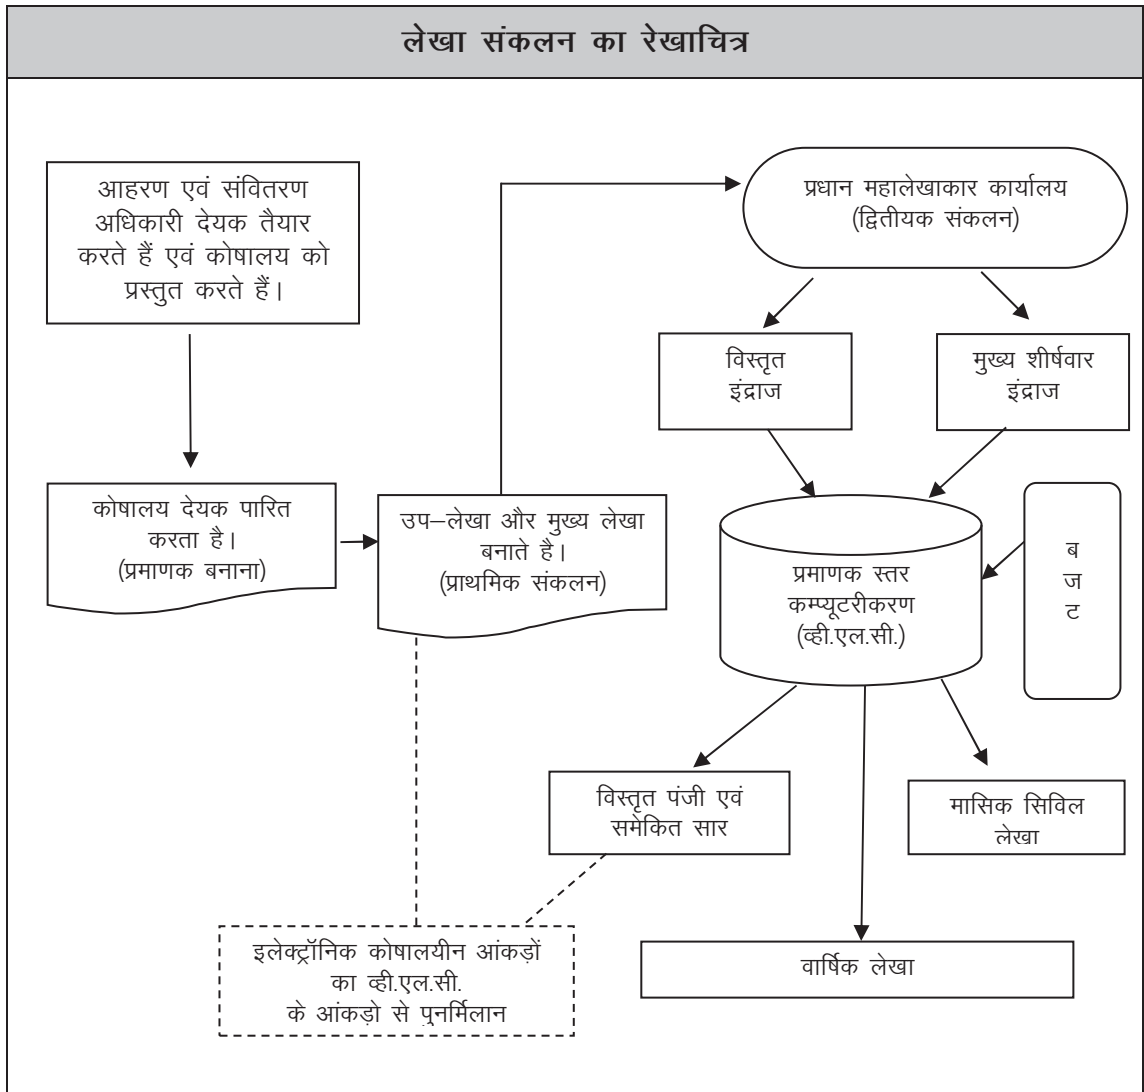 लेखा संकलन का रेखाचित्र
आहरण एवं संवितरण
अधिकारी देयक तैयार
करते हैं एवं कोषालय को
प्रस्तुत करते हैं।
प्रधान महालेखाकार कार्यालय
(द्वितीयक संकलन)
विस्तृत
इंद्राज
मुख्य शीर्षवार
इंद्राज
कोषालय देयक पारित
करता है।
(प्रमाणक बनाना)
उप–लेखा और मुख्य लेखा
बनाते है।
(प्राथमिक संकलन)
प्रमाणक स्तर
कम्प्यूटरीकरण
(व्ही.एल.सी.)
ब
ज
ट
विस्तृत पंजी एवं
समेकित सार
मासिक सिविल
लेखा
इलेक्ट्रॉनिक कोषालयीन आंकड़ों
का व्ही.एल.सी.
के आंकड़ो से पुनर्मिलान
वार्षिक लेखा